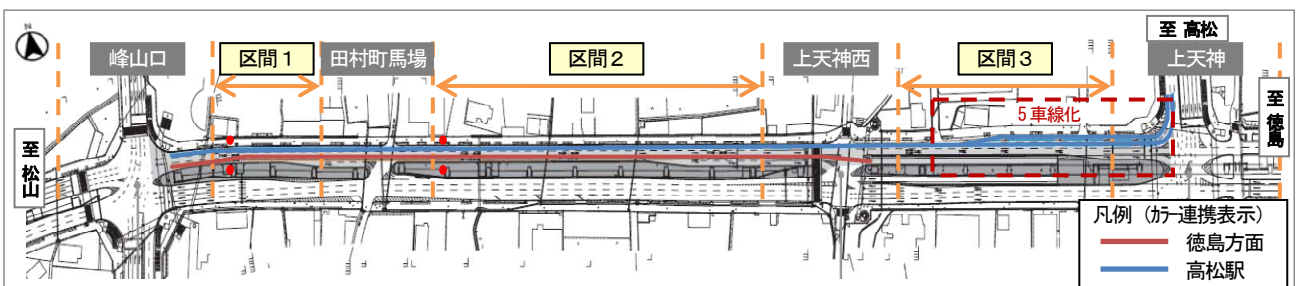 N
至 高松
峰山口
区間1
田村町馬場
区間2
上天神西
区間3
上天神
5車線化
至 松山
至 徳島
凡例（ｶﾗｰ連携表示）
徳島方面
高松駅